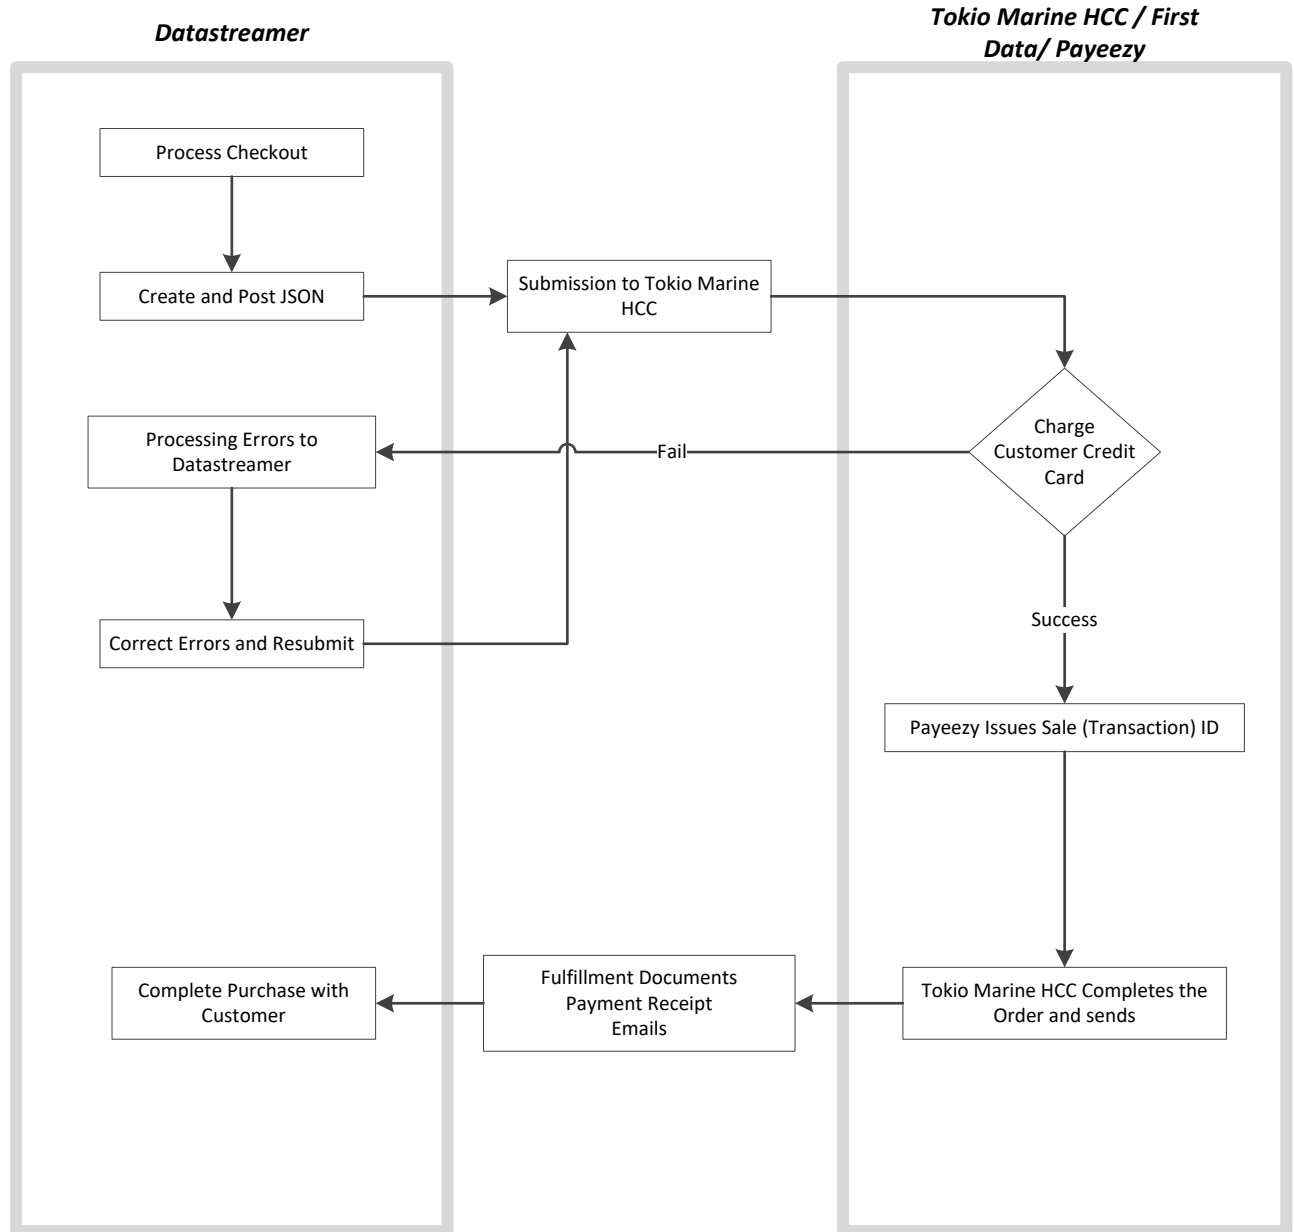 Datastreamer
Tokio Marine HCC / First
Data/ Payeezy
Process Checkout
Create and Post JSON
Submission to Tokio Marine
HCC
Charge
Customer Credit
Card
Fail
Processing Errors to
Datastreamer
Correct Errors and Resubmit
Success
Payeezy Issues Sale (Transaction) ID
Tokio Marine HCC Completes the
Order and sends
Fulfillment Documents
Payment Receipt
Emails
Complete Purchase with
Customer